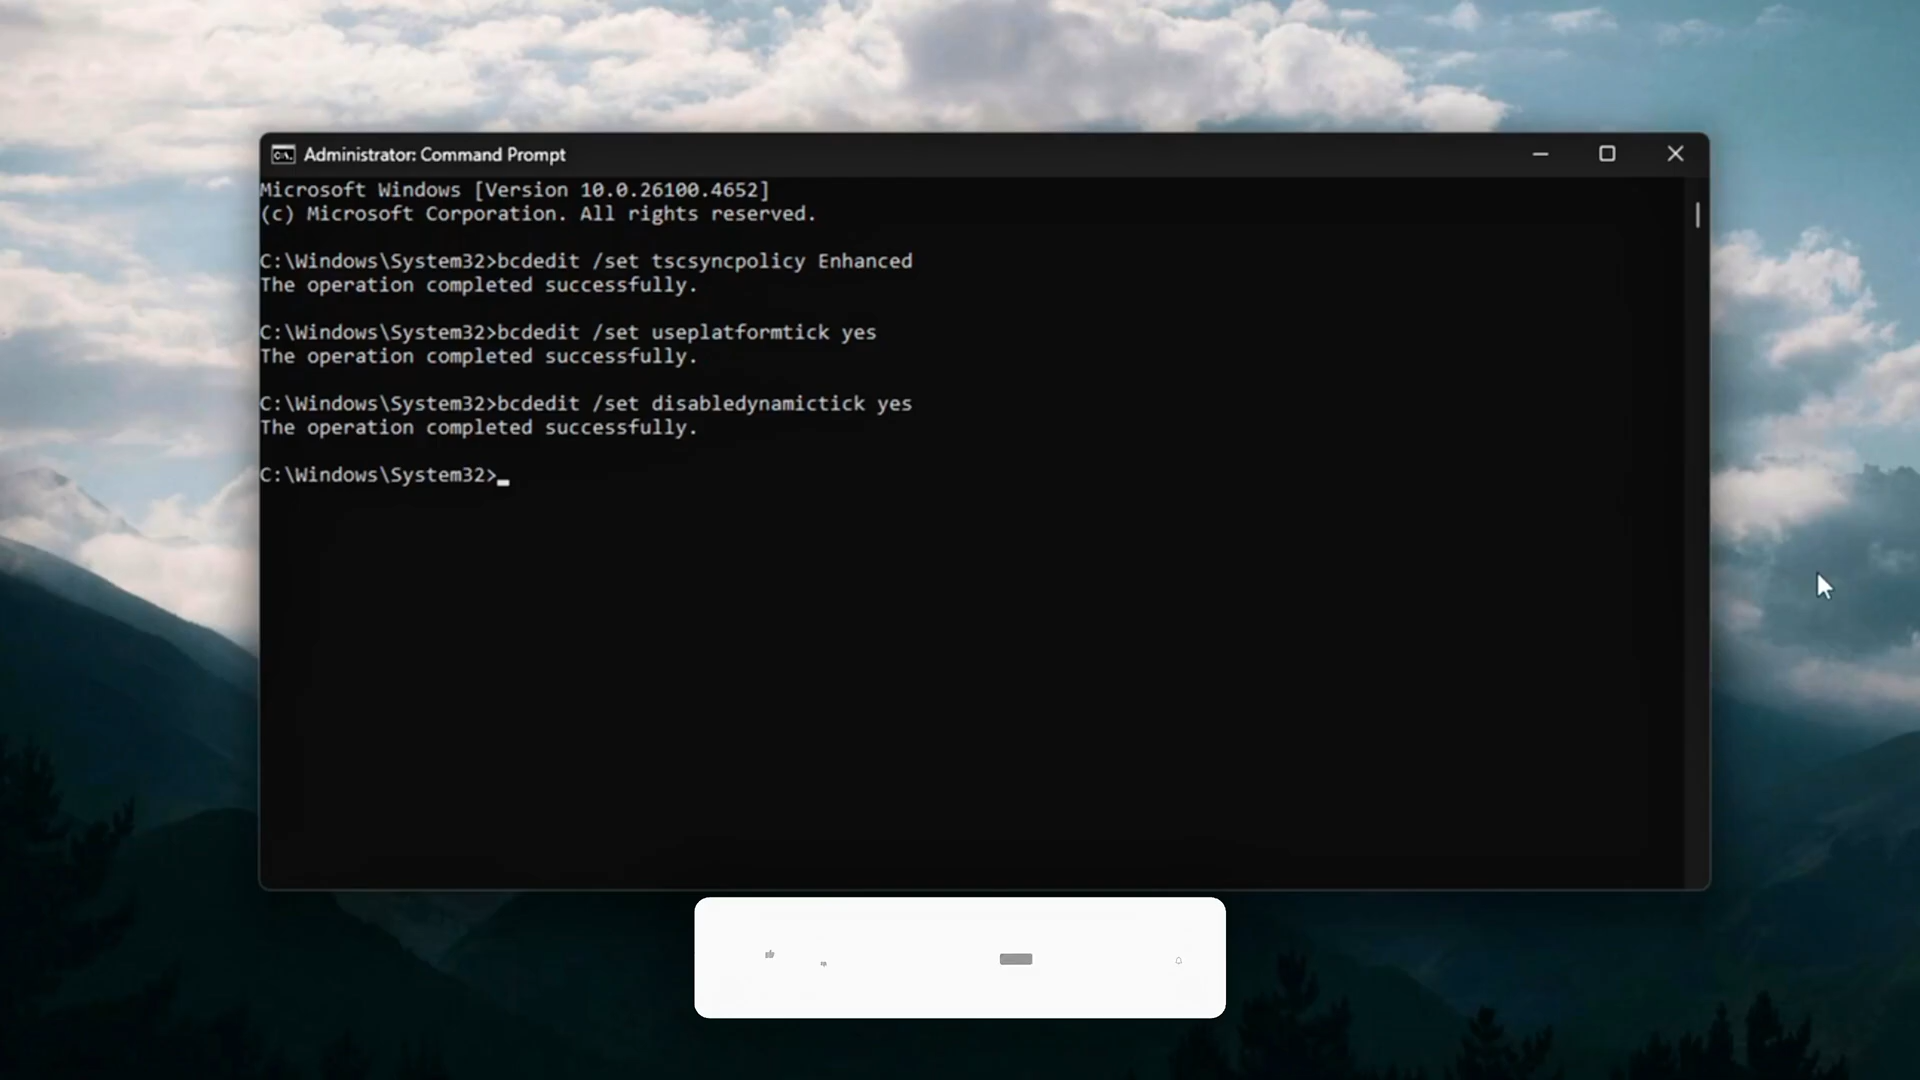 Administrator: Command Prompt
Microsoft Windows [Version 10.0.26100.4652]
(c) Microsoft Corporation. All rights reserved.
C:\Windows\System32>bcdedit /set tscsyncpolicy Enhanced
The operation completed successfully.
C:\Windows\System32>bcdedit /set useplatformtick yes
The operation completed successfully.
C:\Windows\System32>bcdedit /set disabledynamictick yes
The operation completed successfully.
C:\Windows\System32>